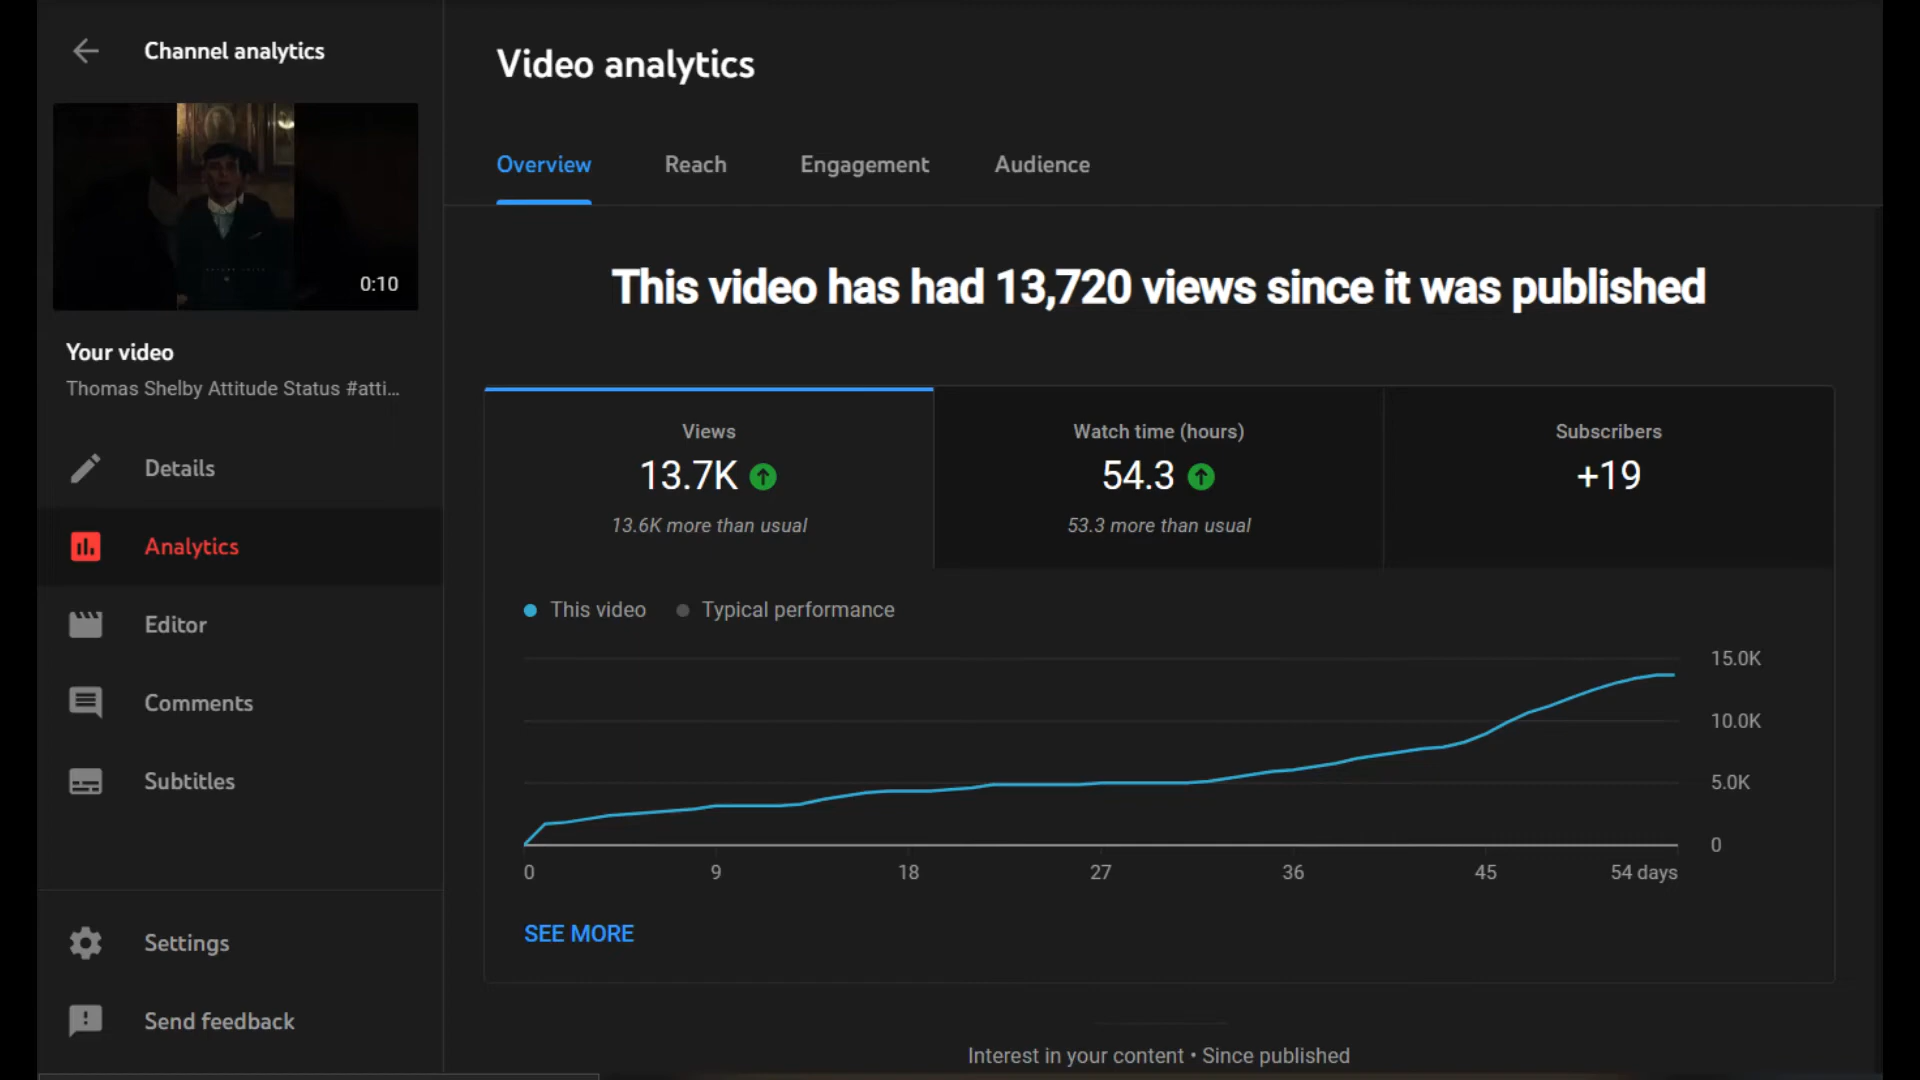 Channel analytics
0:10
Your video
Thomas Shelby Attitude Status #atti...
Details
Analytics
Editor
Comments
Subtitles
Settings
Send feedback
Video analytics
Overview Reach Engagement Audience
This video has had 13,720 views since it was published
Views
13.7K
13.6K more than usual
Watch time (hours)
54.3
53.3 more than usual
Subscribers
+19
This video Typical performance
15.0K
10.0K
5.0K
0
0 9 18 27 36 45 54 days
SEE MORE
Interest in your content • Since published